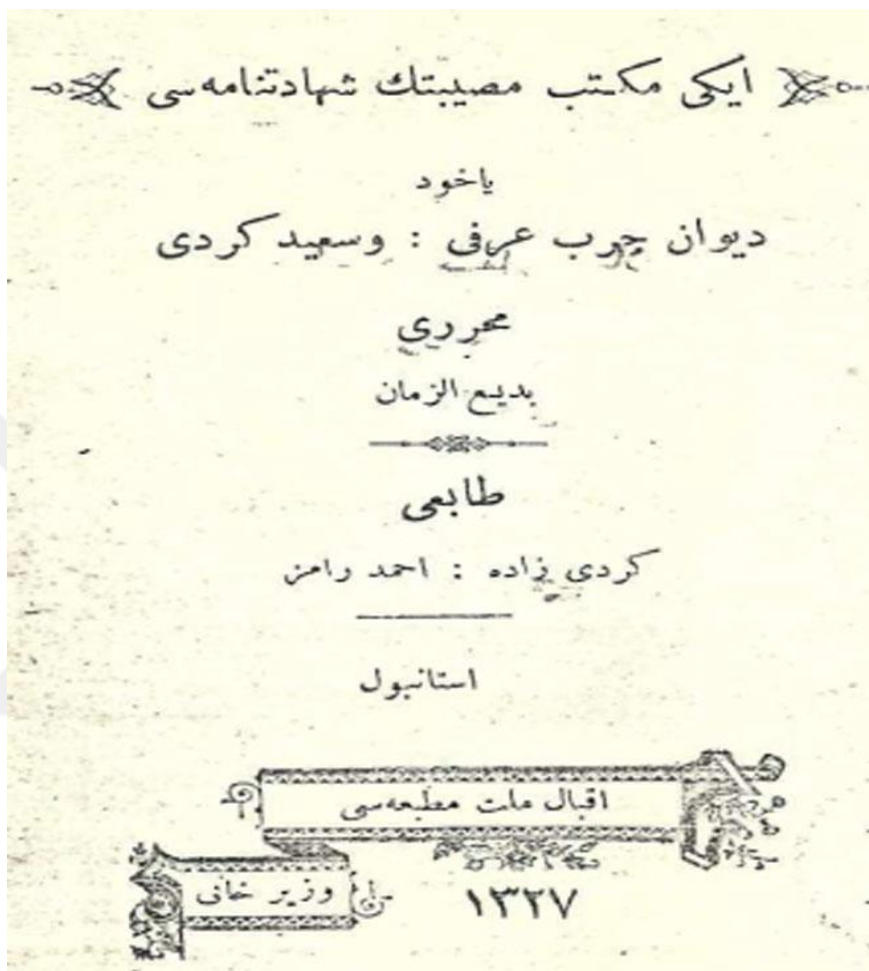 ایکی مکتب مصیبتك شهادتنامه‌سی
یاخود
دیوان حرب عرفی : وسعید کردی
محرری
بدیع الزمان
طابعی
کردی زاده : احمد رامز
استانبول
اقبال ملت مطبعه‌سی
وزیر خانی
١٣٢٧